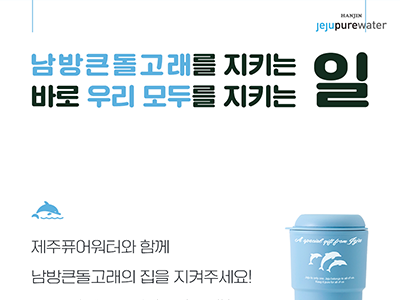 HANJIN
jejupurewater
남방큰돌고래를 지키는
바로 우리 모두를 지키는 일
제주퓨어워터와 함께
남방큰돌고래의 집을 지켜주세요!
A special gift from Jeju